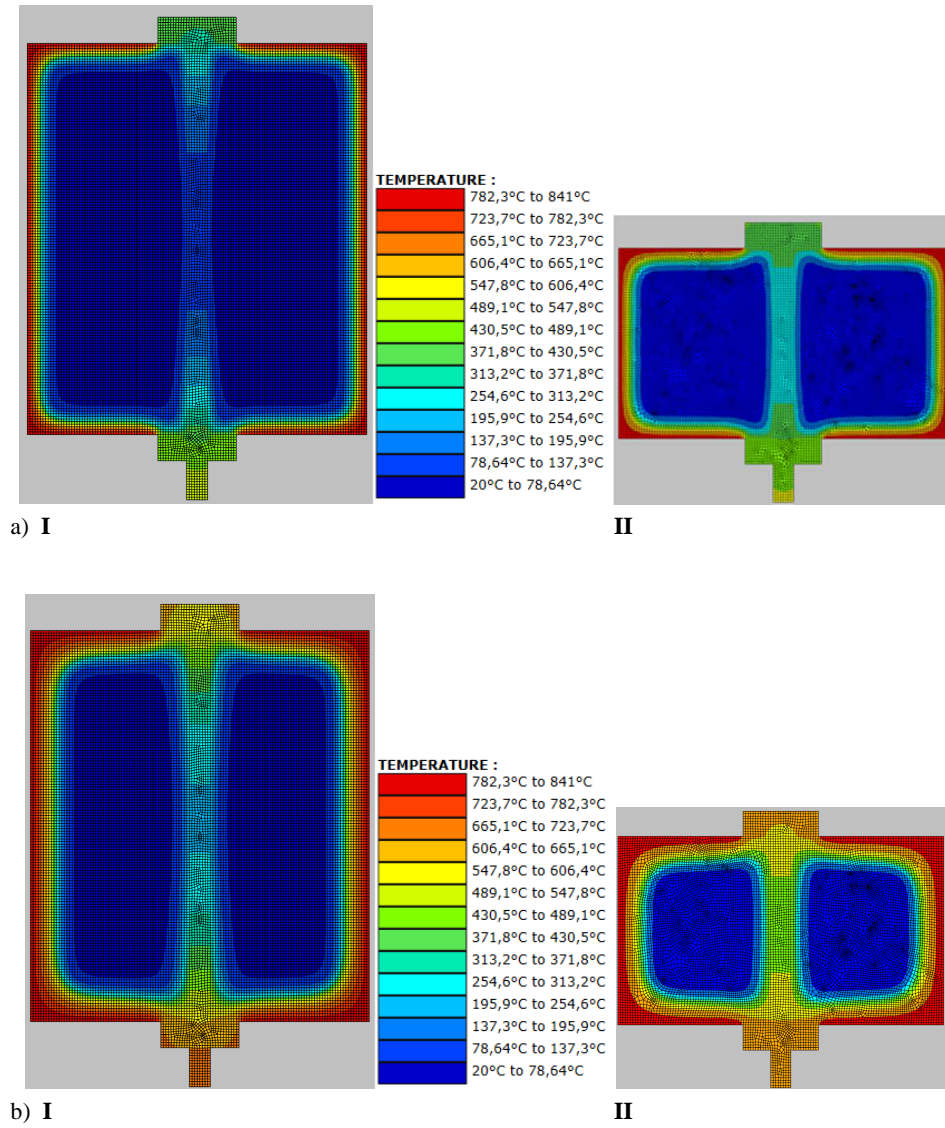 TEMPERATURE :
782,3°C to 841°C
723,7°C to 782,3°C
665,1°C to 723,7°C
606,4°C to 665,1°C
547,8°C to 606,4°C
489,1°C to 547,8°C
430,5°C to 489,1°C
371,8°C to 430,5°C
313,2°C to 371,8°C
254,6°C to 313,2°C
195,9°C to 254,6°C
137,3°C to 195,9°C
78,64°C to 137,3°C
20°C to 78,64°C
a) I
II
TEMPERATURE :
782,3°C to 841°C
723,7°C to 782,3°C
665,1°C to 723,7°C
606,4°C to 665,1°C
547,8°C to 606,4°C
489,1°C to 547,8°C
430,5°C to 489,1°C
371,8°C to 430,5°C
313,2°C to 371,8°C
254,6°C to 313,2°C
195,9°C to 254,6°C
137,3°C to 195,9°C
78,64°C to 137,3°C
20°C to 78,64°C
b) I
II